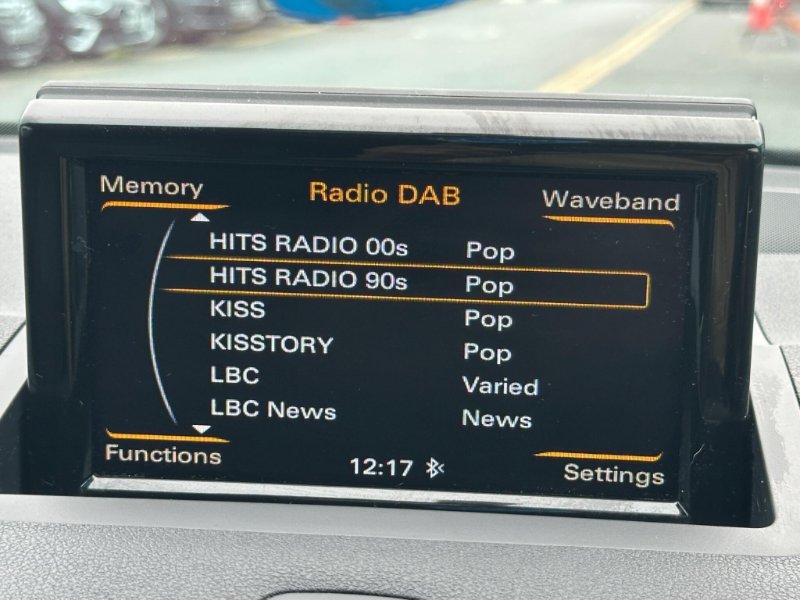 Memory Radio DAB Waveband
HITS RADIO 00s Pop
HITS RADIO 90s Pop
KISS Pop
KISSTORY Pop
LBC Varied
LBC News News
Functions 12:17 Settings